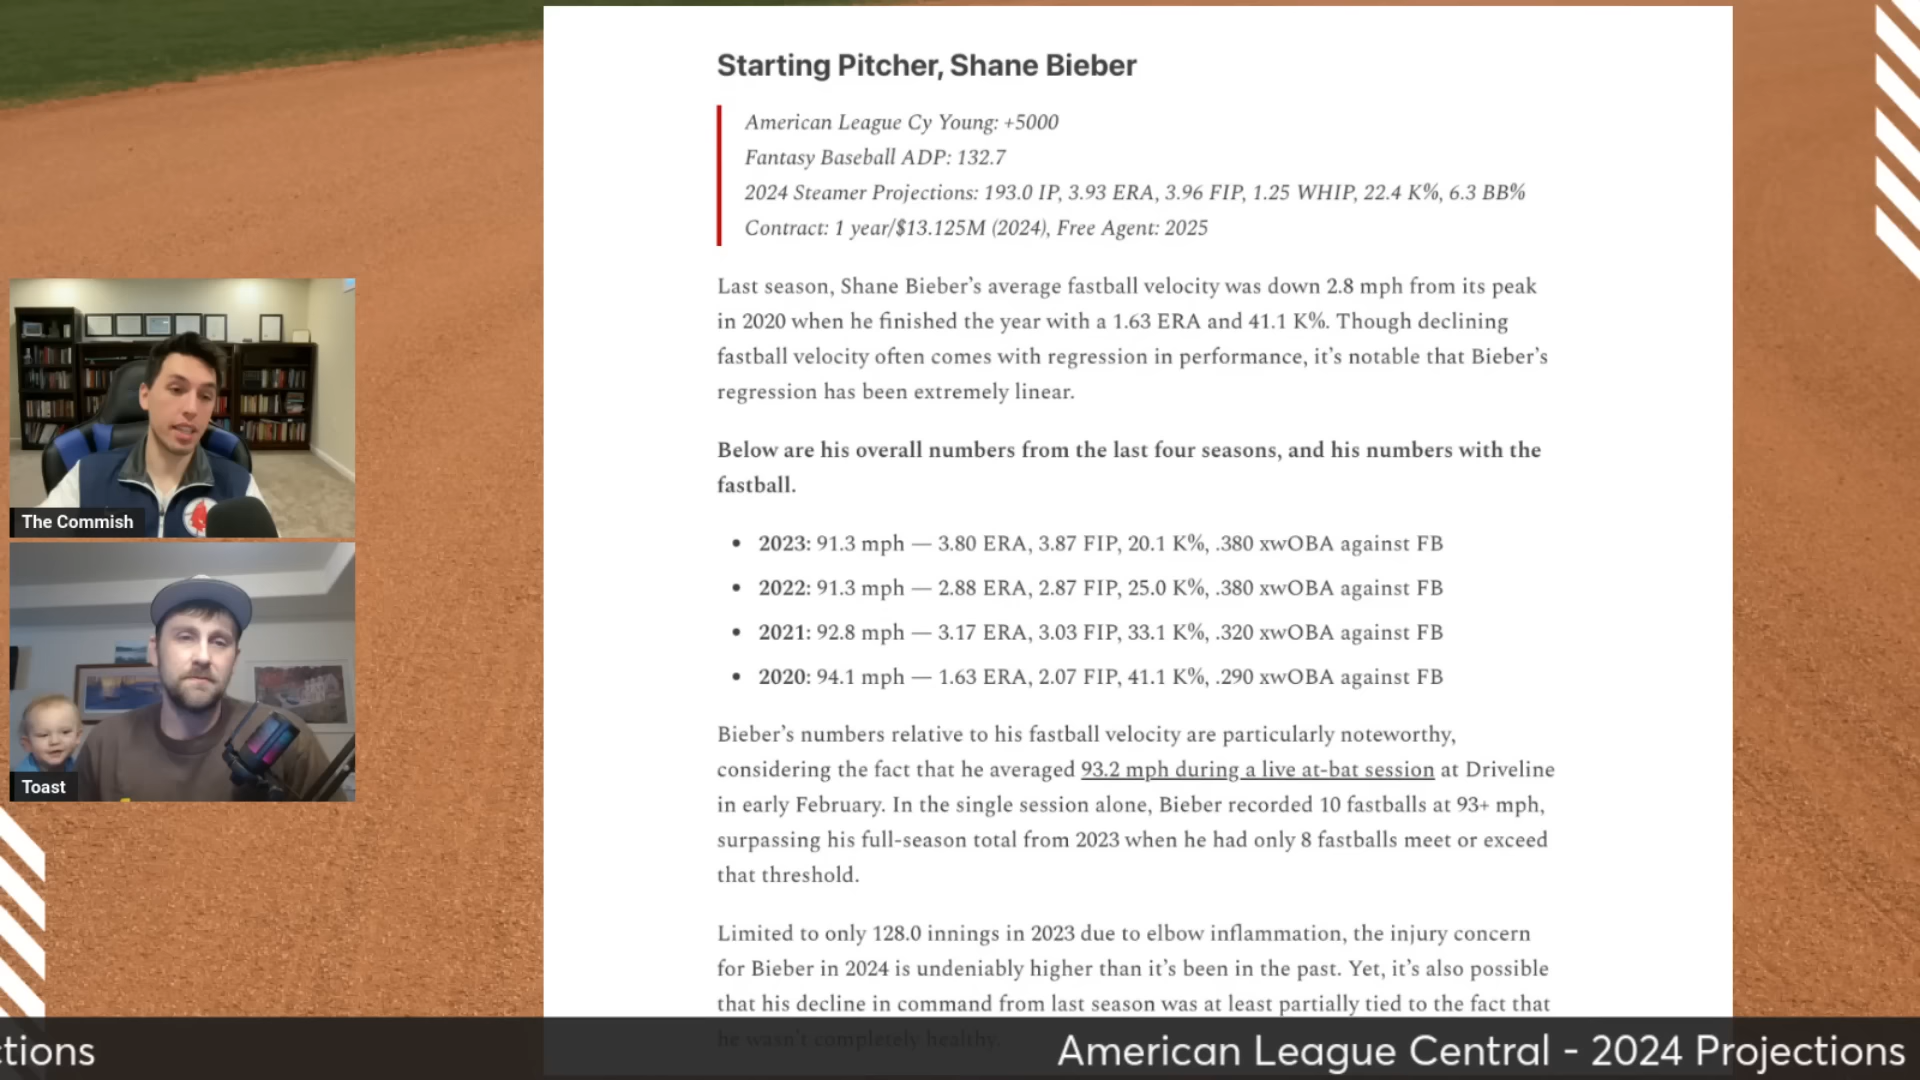 Starting Pitcher, Shane Bieber
American League Cy Young: +5000
Fantasy Baseball ADP: 132.7
2024 Steamer Projections: 193.0 IP, 3.93 ERA, 3.96 FIP, 1.25 WHIP, 22.4 K%, 6.3 BB%
Contract: 1 year/$13.125M (2024), Free Agent: 2025
Last season, Shane Bieber’s average fastball velocity was down 2.8 mph from its peak
in 2020 when he finished the year with a 1.63 ERA and 41.1 K%. Though declining
fastball velocity often comes with regression in performance, it’s notable that Bieber’s
regression has been extremely linear.
Below are his overall numbers from the last four seasons, and his numbers with the
fastball.
• 2023: 91.3 mph — 3.80 ERA, 3.87 FIP, 20.1 K%, .380 xwOBA against FB
• 2022: 91.3 mph — 2.88 ERA, 2.87 FIP, 25.0 K%, .380 xwOBA against FB
• 2021: 92.8 mph — 3.17 ERA, 3.03 FIP, 33.1 K%, .320 xwOBA against FB
• 2020: 94.1 mph — 1.63 ERA, 2.07 FIP, 41.1 K%, .290 xwOBA against FB
Bieber’s numbers relative to his fastball velocity are particularly noteworthy,
considering the fact that he averaged 93.2 mph during a live at-bat session at Driveline
in early February. In the single session alone, Bieber recorded 10 fastballs at 93+ mph,
surpassing his full-season total from 2023 when he had only 8 fastballs meet or exceed
that threshold.
Limited to only 128.0 innings in 2023 due to elbow inflammation, the injury concern
for Bieber in 2024 is undeniably higher than it’s been in the past. Yet, it’s also possible
that his decline in command from last season was at least partially tied to the fact that
he wasn’t completely healthy.
The Commish
Toast
ctions
American League Central - 2024 Projections